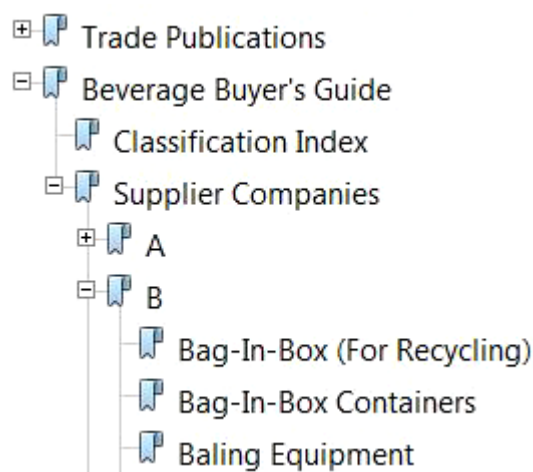 Trade Publications
Beverage Buyer's Guide
Classification Index
Supplier Companies
A
B
Bag-In-Box (For Recycling)
Bag-In-Box Containers
Baling Equipment